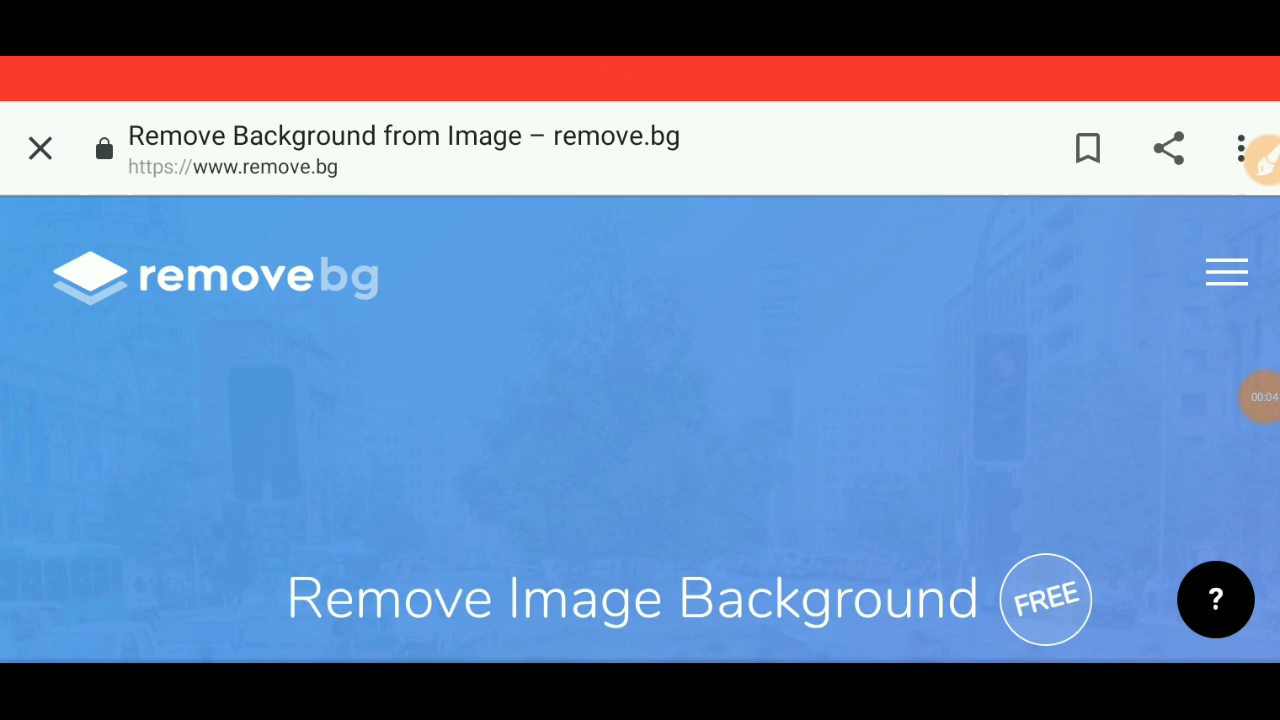 Remove Background from Image – remove.bg
https://www.remove.bg
removebg
00:04
Remove Image Background
FREE
?